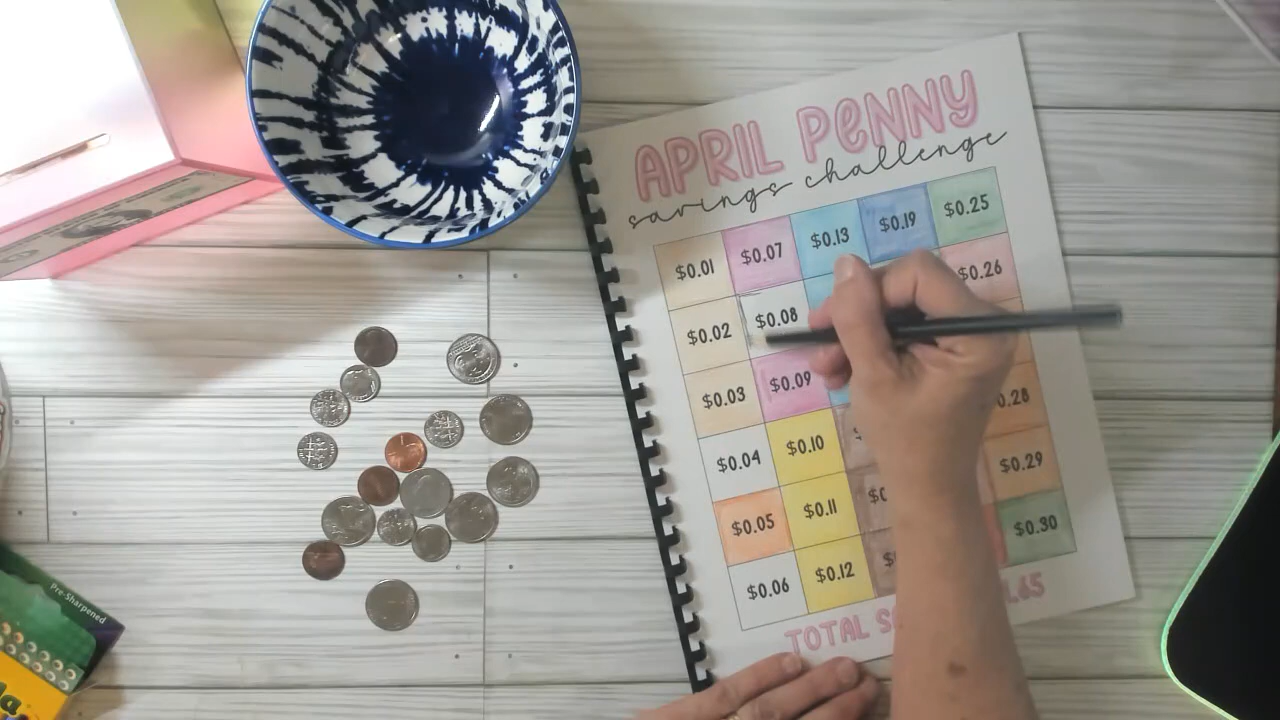 APRIL PENNY
savings challenge
$0.01 $0.07 $0.13 $0.19 $0.25
$0.02 $0.08 $0.26
$0.03 $0.09
$0.04 $0.10 0.28
$0.05 $0.11 $0.29
$0.06 $0.12 $0.30
TOTAL
Pre-Sharpened